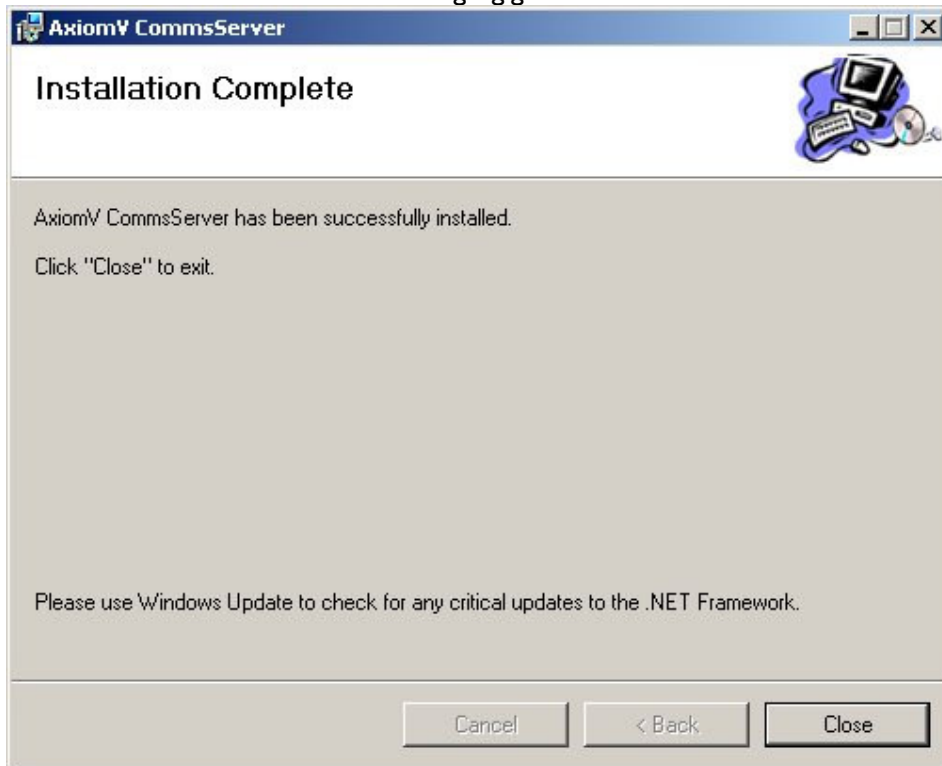 AxiomV CommsServer
Installation Complete
AxiomV CommsServer has been successfully installed.
Click "Close" to exit.
Please use Windows Update to check for any critical updates to the .NET Framework.
Cancel < Back Close